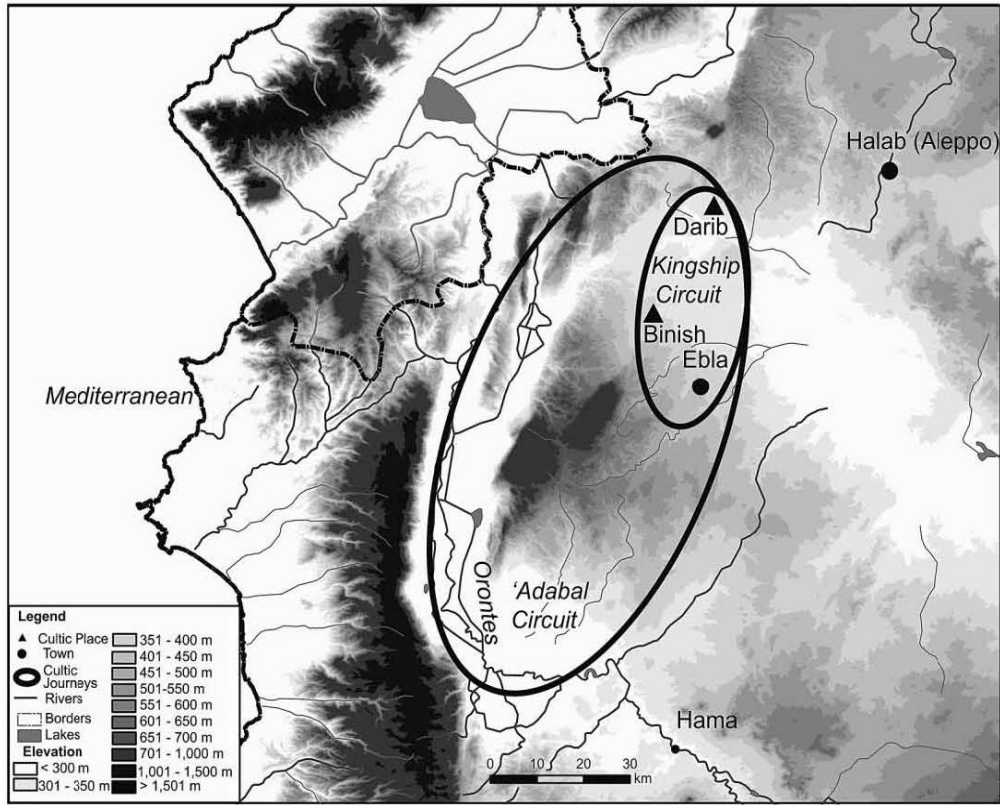 Halab (Aleppo)
Darib
Kingship
Circuit
Binish
Ebla
Mediterranean
Orontes
'Adabal
Circuit
Hama
Legend
Cultic Place
Town
Cultic
Journeys
Rivers
Borders
Lakes
Elevation
< 300 m
301 - 350 m
351 - 400 m
401 - 450 m
451 - 500 m
501-550 m
551 - 600 m
601 - 650 m
651 - 700 m
701 - 1,000 m
1,001 - 1,500 m
> 1,501 m
0 10 20 30
km